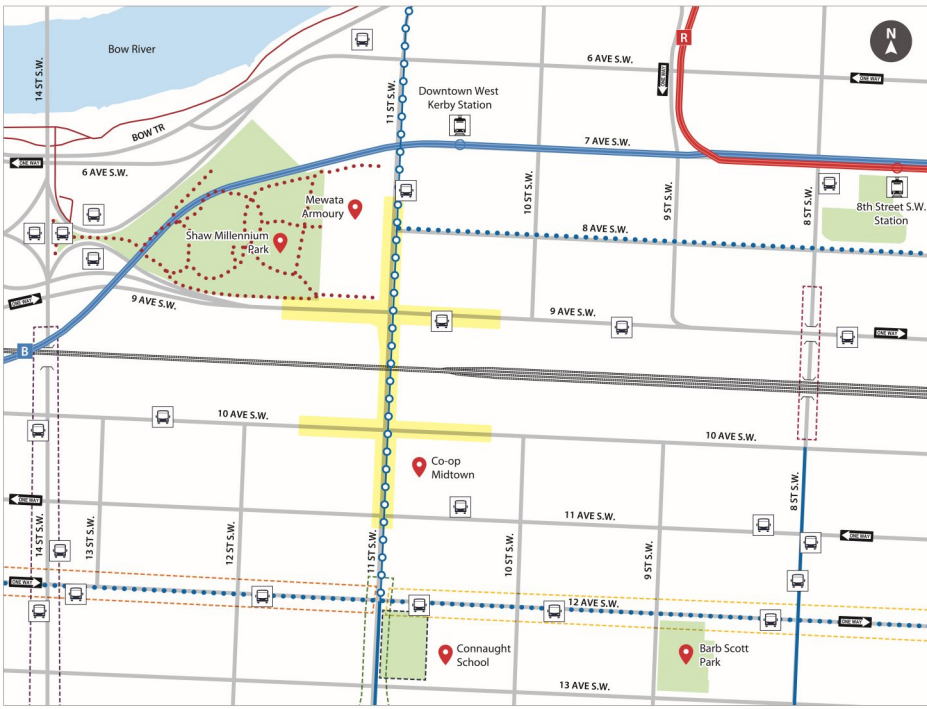 Bow River
R
N
14 ST S.W.
11 ST S.W.
10 ST S.W.
ONE WAY
6 AVE S.W.
ONE WAY
Downtown West
Kerby Station
BOW TR
7 AVE S.W.
ONE WAY
6 AVE S.W.
10 ST S.W.
9 ST S.W.
8 ST S.W.
8th Street S.W.
Station
Mewata
Armoury
Shaw Millennium
Park
8 AVE S.W.
ONE WAY
9 AVE S.W.
9 AVE S.W.
ONE WAY
B
10 AVE S.W.
10 AVE S.W.
Co-op
Midtown
ONE WAY
8 ST S.W.
11 AVE S.W.
ONE WAY
14 ST S.W.
13 ST S.W.
12 ST S.W.
11 ST S.W.
10 ST S.W.
9 ST S.W.
ONE WAY
12 AVE S.W.
ONE WAY
Connaught
School
Barb Scott
Park
13 AVE S.W.